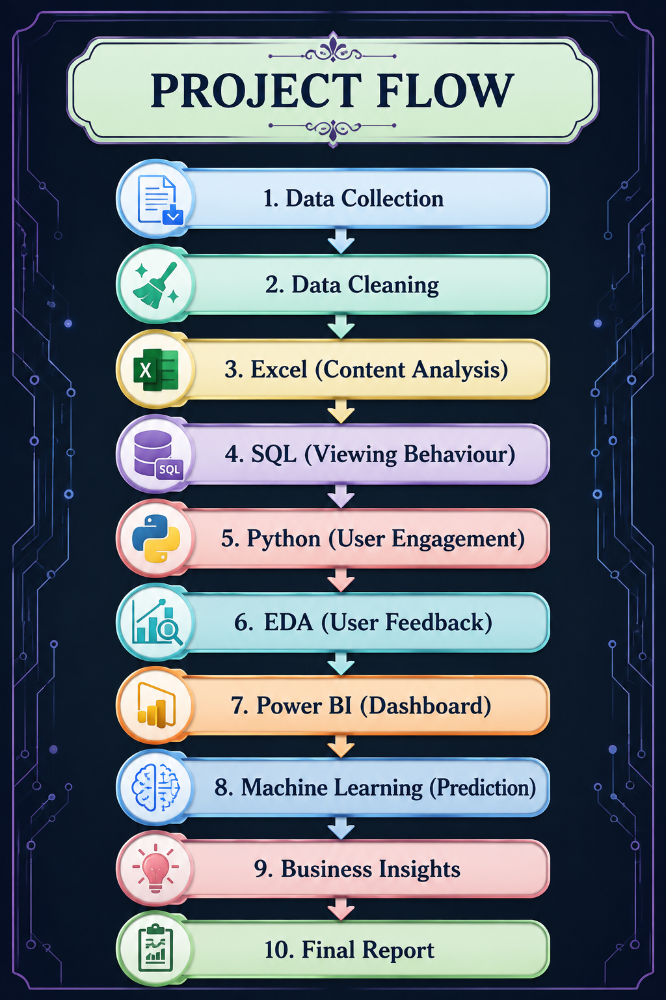 PROJECT FLOW
1. Data Collection
2. Data Cleaning
X
3. Excel (Content Analysis)
SQL
4. SQL (Viewing Behaviour)
5. Python (User Engagement)
6. EDA (User Feedback)
7. Power BI (Dashboard)
8. Machine Learning (Prediction)
9. Business Insights
10. Final Report